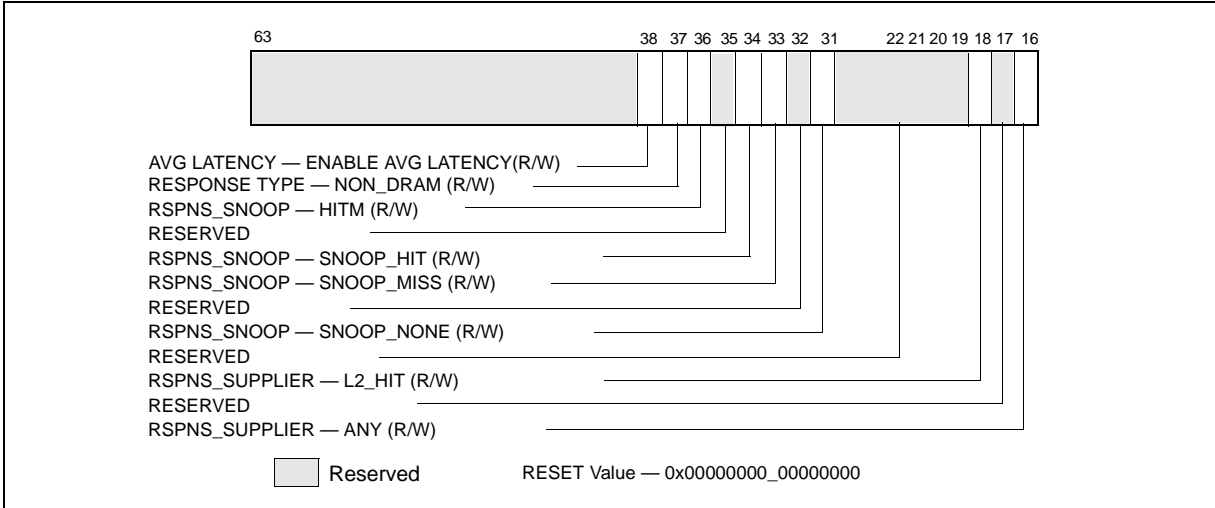 63 38 37 36 35 34 33 32 31 22 21 20 19 18 17 16
AVG LATENCY — ENABLE AVG LATENCY(R/W)
RESPONSE TYPE — NON_DRAM (R/W)
RSPNS_SNOOP — HITM (R/W)
RESERVED
RSPNS_SNOOP — SNOOP_HIT (R/W)
RSPNS_SNOOP — SNOOP_MISS (R/W)
RESERVED
RSPNS_SNOOP — SNOOP_NONE (R/W)
RESERVED
RSPNS_SUPPLIER — L2_HIT (R/W)
RESERVED
RSPNS_SUPPLIER — ANY (R/W)
Reserved RESET Value — 0x00000000_00000000